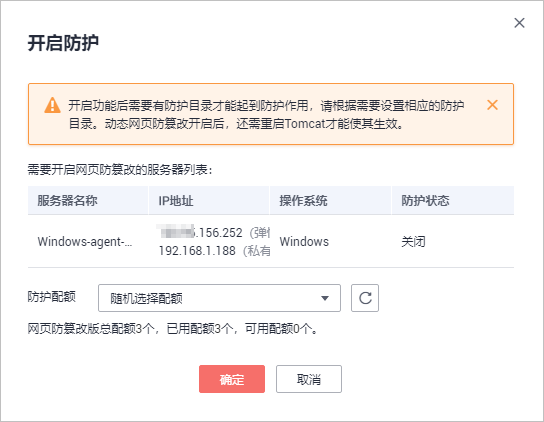 开启防护
开启功能后需要有防护目录才能起到防护作用，请根据需要设置相应的防护
目录。动态网页防篡改开启后，还需重启Tomcat才能使其生效。
需要开启网页防篡改的服务器列表：
服务器名称 IP地址 操作系统 防护状态
.156.252（弹
Windows-agent-... Windows 关闭
192.168.1.188（私有
防护配额 随机选择配额
网页防篡改版总配额3个，已用配额3个，可用配额0个。
确定 取消